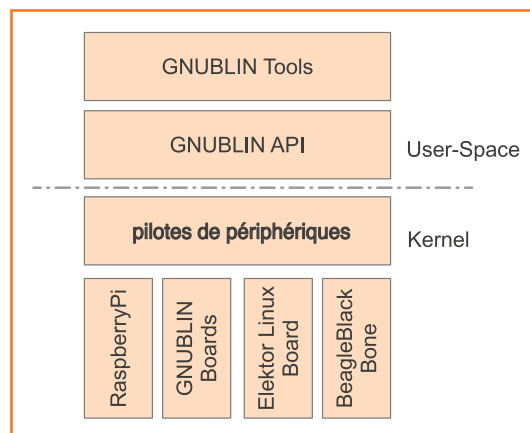 GNUBLIN Tools
GNUBLIN API
User-Space
pilotes de périphériques
Kernel
RaspberryPi
GNUBLIN
Boards
Elektor Linux
Board
BeagleBlack
Bone